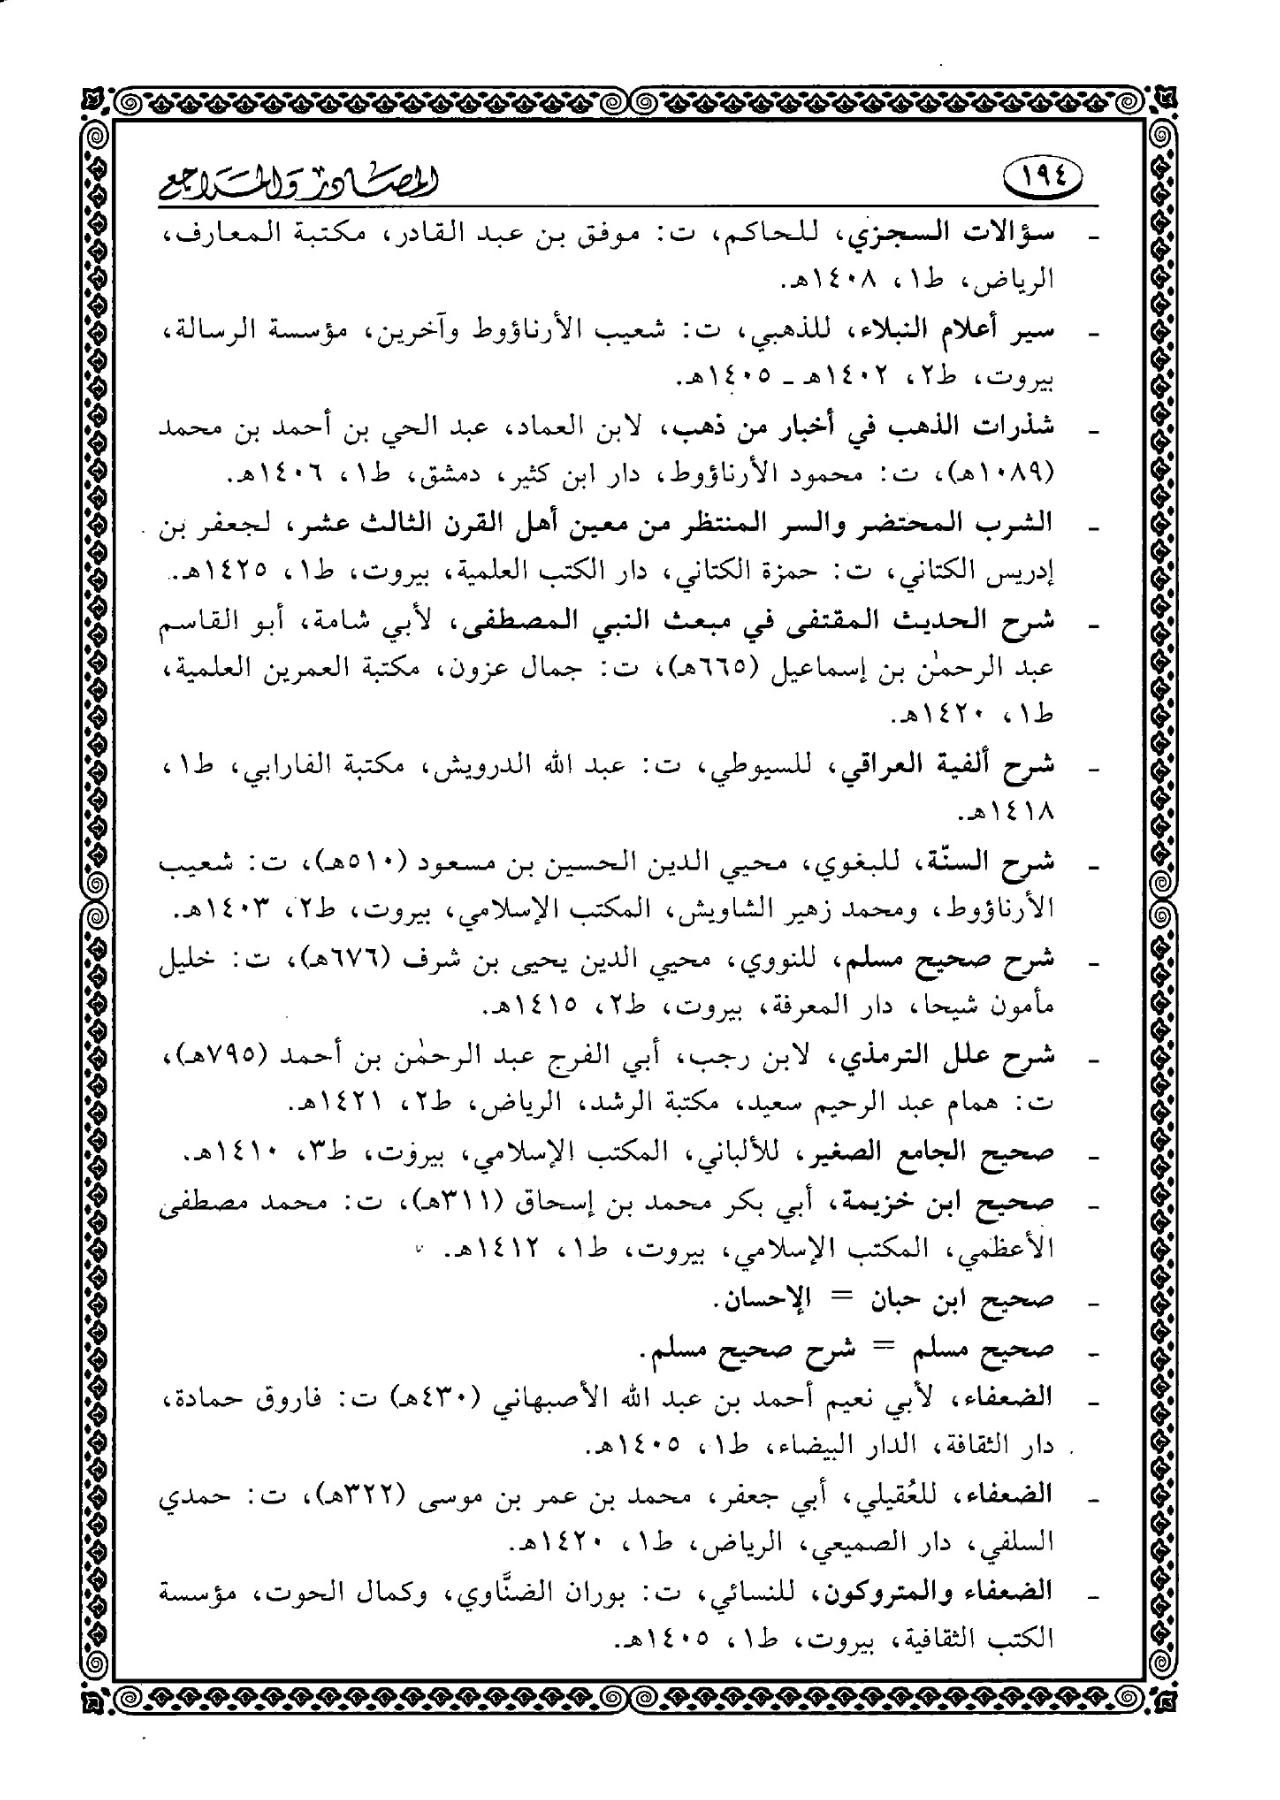 ١٩٤
المصادر والمراجع
- سؤالات السجزي، للحاكم، ت: موفق بن عبد القادر، مكتبة المعارف،
الرياض، ط١، ١٤٠٨هـ.
- سير أعلام النبلاء، للذهبي، ت: شعيب الأرناؤوط وآخرين، مؤسسة الرسالة،
بيروت، ط٢، ١٤٠٢هـ ـ ١٤٠٥هـ.
- شذرات الذهب في أخبار من ذهب، لابن العماد، عبد الحي بن أحمد بن محمد
(١٠٨٩هـ)، ت: محمود الأرناؤوط، دار ابن كثير، دمشق، ط١، ١٤٠٦هـ.
- الشرب المحتضر والسر المنتظر من معين أهل القرن الثالث عشر، لجعفر بن
إدريس الكتاني، ت: حمزة الكتاني، دار الكتب العلمية، بيروت، ط١، ١٤٢٥هـ.
- شرح الحديث المقتفى في مبعث النبي المصطفى، لأبي شامة، أبو القاسم
عبد الرحمٰن بن إسماعيل (٦٦٥هـ)، ت: جمال عزون، مكتبة العمرين العلمية،
ط١، ١٤٢٠هـ.
- شرح ألفية العراقي، للسيوطي، ت: عبد الله الدرويش، مكتبة الفارابي، ط١،
١٤١٨هـ.
- شرح السنّة، للبغوي، محيي الدين الحسين بن مسعود (٥١٠هـ)، ت: شعيب
الأرناؤوط، ومحمد زهير الشاويش، المكتب الإسلامي، بيروت، ط٢، ١٤٠٣هـ.
- شرح صحيح مسلم، للنووي، محيي الدين يحيى بن شرف (٦٧٦هـ)، ت: خليل
مأمون شيحا، دار المعرفة، بيروت، ط٢، ١٤١٥هـ.
- شرح علل الترمذي، لابن رجب، أبي الفرج عبد الرحمٰن بن أحمد (٧٩٥هـ)،
ت: همام عبد الرحيم سعيد، مكتبة الرشد، الرياض، ط٢، ١٤٢١هـ.
- صحيح الجامع الصغير، للألباني، المكتب الإسلامي، بيروت، ط٣، ١٤١٠هـ.
- صحيح ابن خزيمة، أبي بكر محمد بن إسحاق (٣١١هـ)، ت: محمد مصطفى
الأعظمي، المكتب الإسلامي، بيروت، ط١، ١٤١٢هـ.
- صحيح ابن حبان = الإحسان.
- صحيح مسلم = شرح صحيح مسلم.
- الضعفاء، لأبي نعيم أحمد بن عبد الله الأصبهاني (٤٣٠هـ) ت: فاروق حمادة،
دار الثقافة، الدار البيضاء، ط١، ١٤٠٥هـ.
- الضعفاء، للعُقيلي، أبي جعفر، محمد بن عمر بن موسى (٣٢٢هـ)، ت: حمدي
السلفي، دار الصميعي، الرياض، ط١، ١٤٢٠هـ.
- الضعفاء والمتروكون، للنسائي، ت: بوران الضنَّاوي، وكمال الحوت، مؤسسة
الكتب الثقافية، بيروت، ط١، ١٤٠٥هـ.